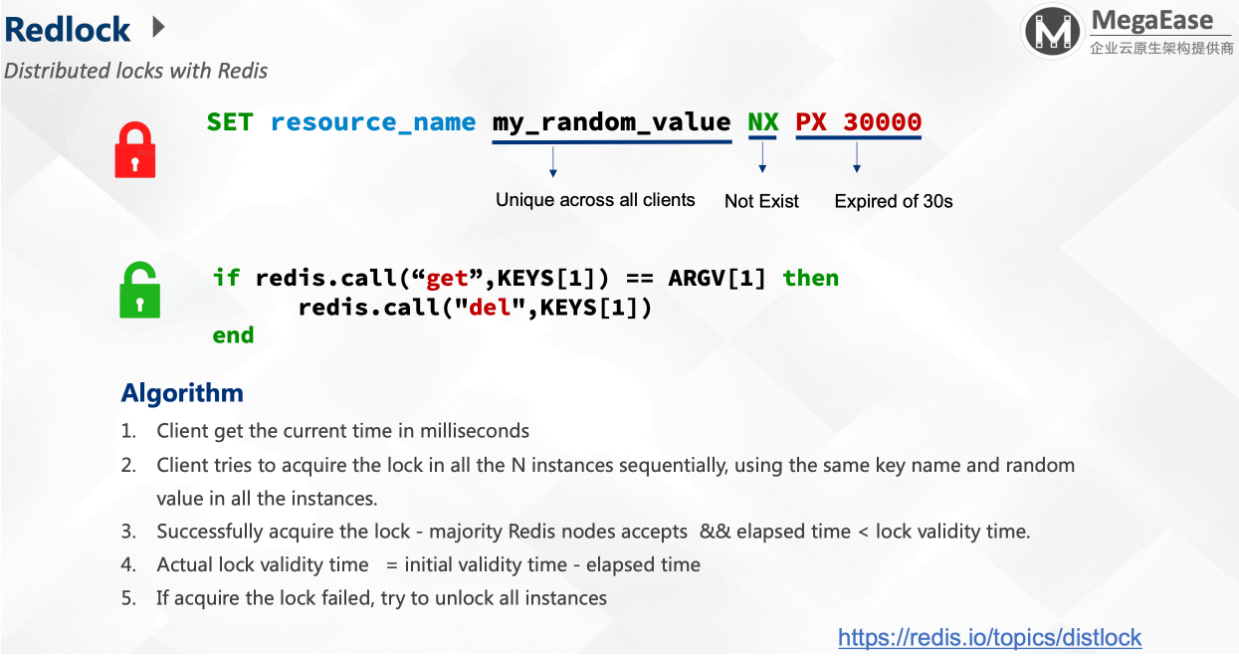 Redlock
Distributed locks with Redis
MegaEase
企业云原生架构提供商
SET resource_name my_random_value NX PX 30000
Unique across all clients Not Exist Expired of 30s
if redis.call(“get”,KEYS[1]) == ARGV[1] then
redis.call("del",KEYS[1])
end
Algorithm
1. Client get the current time in milliseconds
2. Client tries to acquire the lock in all the N instances sequentially, using the same key name and random
value in all the instances.
3. Successfully acquire the lock - majority Redis nodes accepts && elapsed time < lock validity time.
4. Actual lock validity time = initial validity time - elapsed time
5. If acquire the lock failed, try to unlock all instances
https://redis.io/topics/distlock